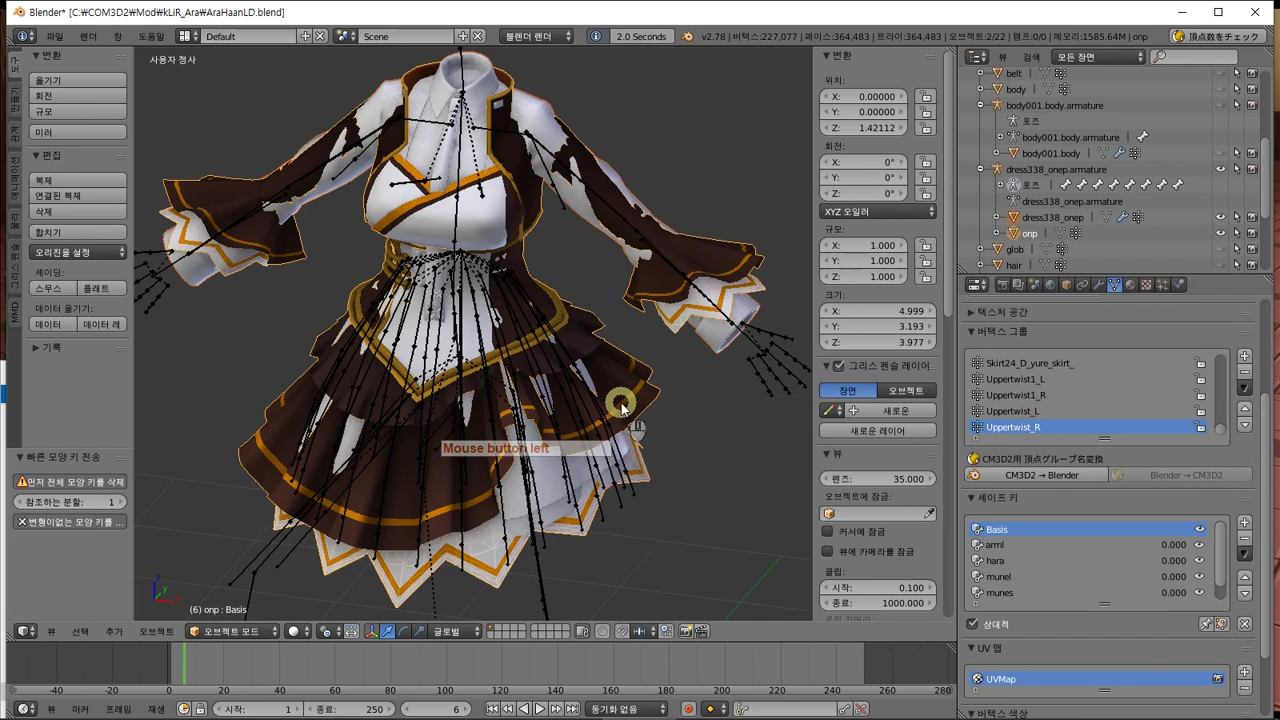 Blender* [C:₩COM3D2₩Mod₩kLiR_Ara₩AraHaanLD.blend]
파일 렌더 창 도움말 Default Scene 블렌더 렌더 2.0 Seconds v2.78 | 버텍스:227,077 | 페이스:364,483 | 트라이:364,483 | 오브젝트:2/22 | 램프:0/0 | 메모리:1585.64M | onp 頂点数をチェック
변환
옮기기
회전
규모
미러
편집
복제
연결된 복제
삭제
합치기
오리진을 설정
셰이딩:
스무스 플래트
데이터 옮기기:
데이터 데이터 레
기록
빠른 모양 키 전송
먼저 전체 모양 키를 삭제
참조하는 분할: 1
변형이없는 모양 키를 ...
MMD
사용자 정사
Mouse button left
(6) onp : Basis
변환
위치:
X: 0.00000
Y: 0.00000
Z: 1.42112
회전:
X: 0°
Y: 0°
Z: 0°
XYZ 오일러
규모:
X: 1.000
Y: 1.000
Z: 1.000
크기:
X: 4.999
Y: 3.193
Z: 3.977
그리스 펜슬 레이어
장면 오브젝트
새로운
새로운 레이어
뷰
렌즈: 35.000
오브젝트에 잠금:
커서에 잠금
뷰에 카메라를 잠금
클립:
시작: 0.100
종료: 1000.000
뷰 검색 모든 장면
belt
body
body001.body.armature
포즈
body001.body.armature
body001.body
dress338_onep.armature
포즈
dress338_onep.armature
dress338_onep
onp
glob
hair
텍스처 공간
버텍스 그룹
Skirt24_D_yure_skirt_
Uppertwist1_L
Uppertwist1_R
Uppertwist_L
Uppertwist_R
CM3D2用 頂点グループ名変換
CM3D2 → Blender Blender → CM3D2
셰이프 키
Basis
arml 0.000
hara 0.000
munel 0.000
munes 0.000
상대적
UV 맵
UVMap
버텍스 색상
뷰 선택 추가 오브젝트 오브젝트 모드 글로벌
-40 -20 0 20 40 60 80 100 120 140 160 180 200 220 240 260 280
뷰 마커 프레임 재생 시작: 1 종료: 250 6 동기화 없음